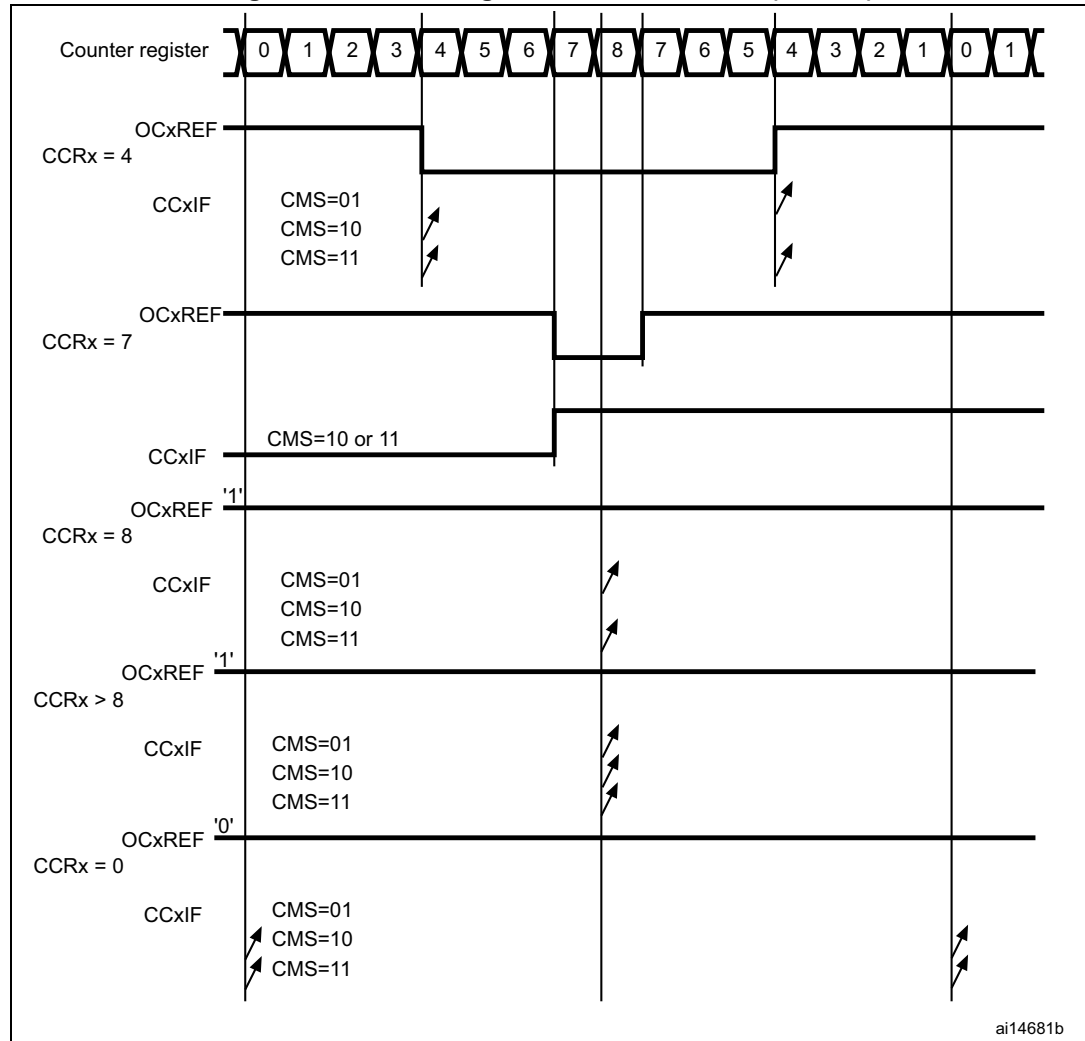 Counter register 0 1 2 3 4 5 6 7 8 7 6 5 4 3 2 1 0 1
OCxREF
CCRx = 4
CCxIF
CMS=01
CMS=10
CMS=11
OCxREF
CCRx = 7
CMS=10 or 11
CCxIF
'1'
OCxREF
CCRx = 8
CCxIF
CMS=01
CMS=10
CMS=11
'1'
OCxREF
CCRx > 8
CCxIF
CMS=01
CMS=10
CMS=11
'0'
OCxREF
CCRx = 0
CCxIF
CMS=01
CMS=10
CMS=11
ai14681b